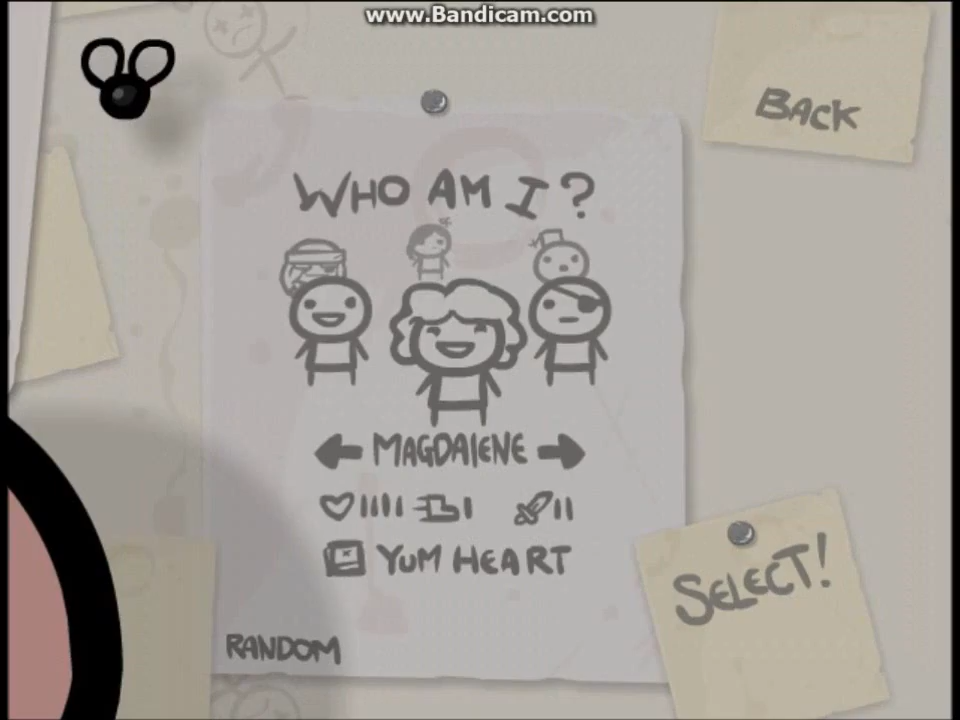 www.Bandicam.com
BACK
WHO AM I?
MAGDALENE
YUM HEART
SELECT!
RANDOM